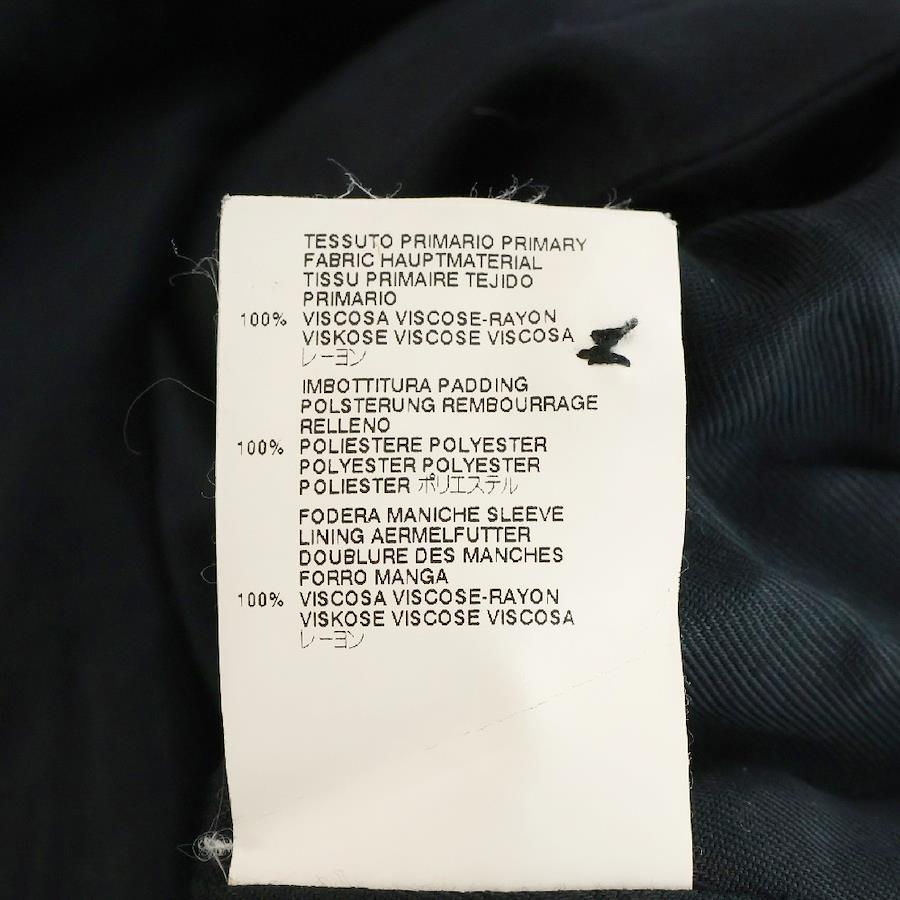 TESSUTO PRIMARIO PRIMARY
FABRIC HAUPTMATERIAL
TISSU PRIMAIRE TEJIDO
PRIMARIO
100% VISCOSA VISCOSE-RAYON
VISKOSE VISCOSE VISCOSA
レーヨン
IMBOTTITURA PADDING
POLSTERUNG REMBOURRAGE
RELLENO
100% POLIESTERE POLYESTER
POLYESTER POLYESTER
POLIESTER ポリエステル
FODERA MANICHE SLEEVE
LINING AERMELFUTTER
DOUBLURE DES MANCHES
FORRO MANGA
100% VISCOSA VISCOSE-RAYON
VISKOSE VISCOSE VISCOSA
レーヨン